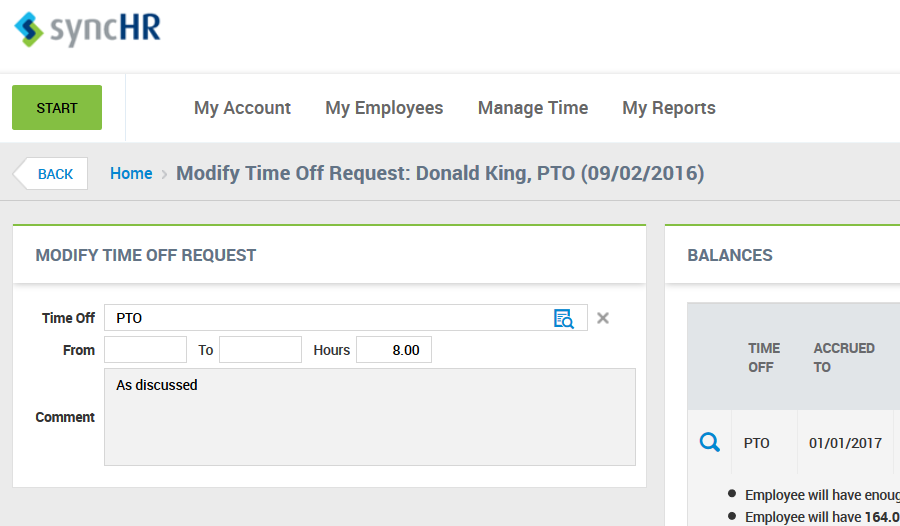 syncHR
START
My Account My Employees Manage Time My Reports
BACK
Home › Modify Time Off Request: Donald King, PTO (09/02/2016)
MODIFY TIME OFF REQUEST
Time Off PTO
From To Hours 8.00
Comment As discussed
BALANCES
TIME OFF
ACCRUED TO
PTO 01/01/2017
• Employee will have enoug
• Employee will have 164.0